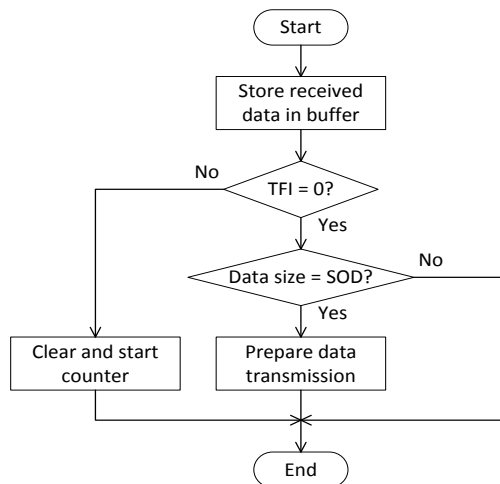 Start
Store received
data in buffer
No
TFI = 0?
Yes
No
Data size = SOD?
Yes
Clear and start
counter
Prepare data
transmission
End